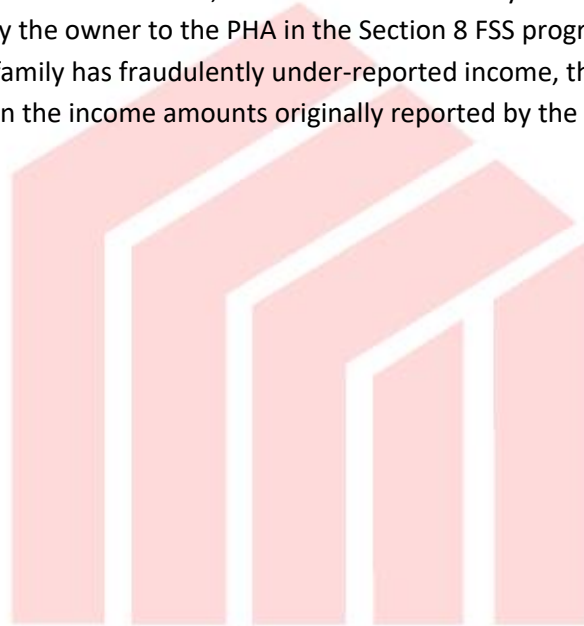 y the owner to the PHA in the Section 8 FSS progr
family has fraudulently under-reported income, th
n the income amounts originally reported by the